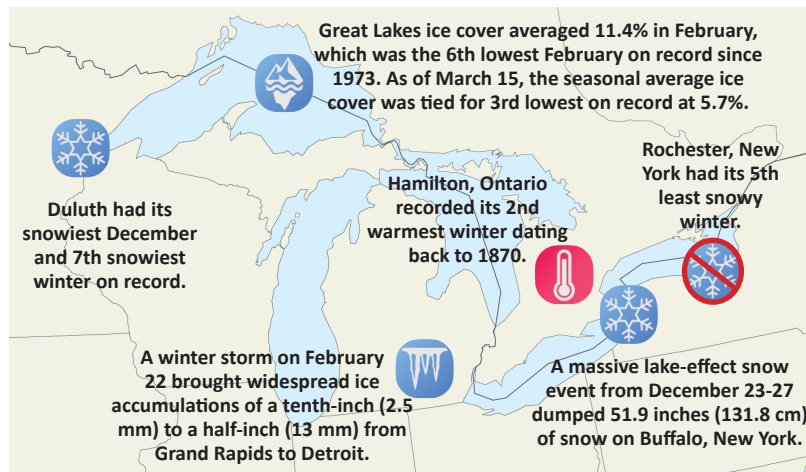 Great Lakes ice cover averaged 11.4% in February,
which was the 6th lowest February on record since
1973. As of March 15, the seasonal average ice
cover was tied for 3rd lowest on record at 5.7%.
Rochester, New
York had its 5th
least snowy
winter.
Hamilton, Ontario
recorded its 2nd
warmest winter dating
back to 1870.
Duluth had its
snowiest December
and 7th snowiest
winter on record.
A winter storm on February
22 brought widespread ice
accumulations of a tenth-inch (2.5
mm) to a half-inch (13 mm) from
Grand Rapids to Detroit.
A massive lake-effect snow
event from December 23-27
dumped 51.9 inches (131.8 cm)
of snow on Buffalo, New York.